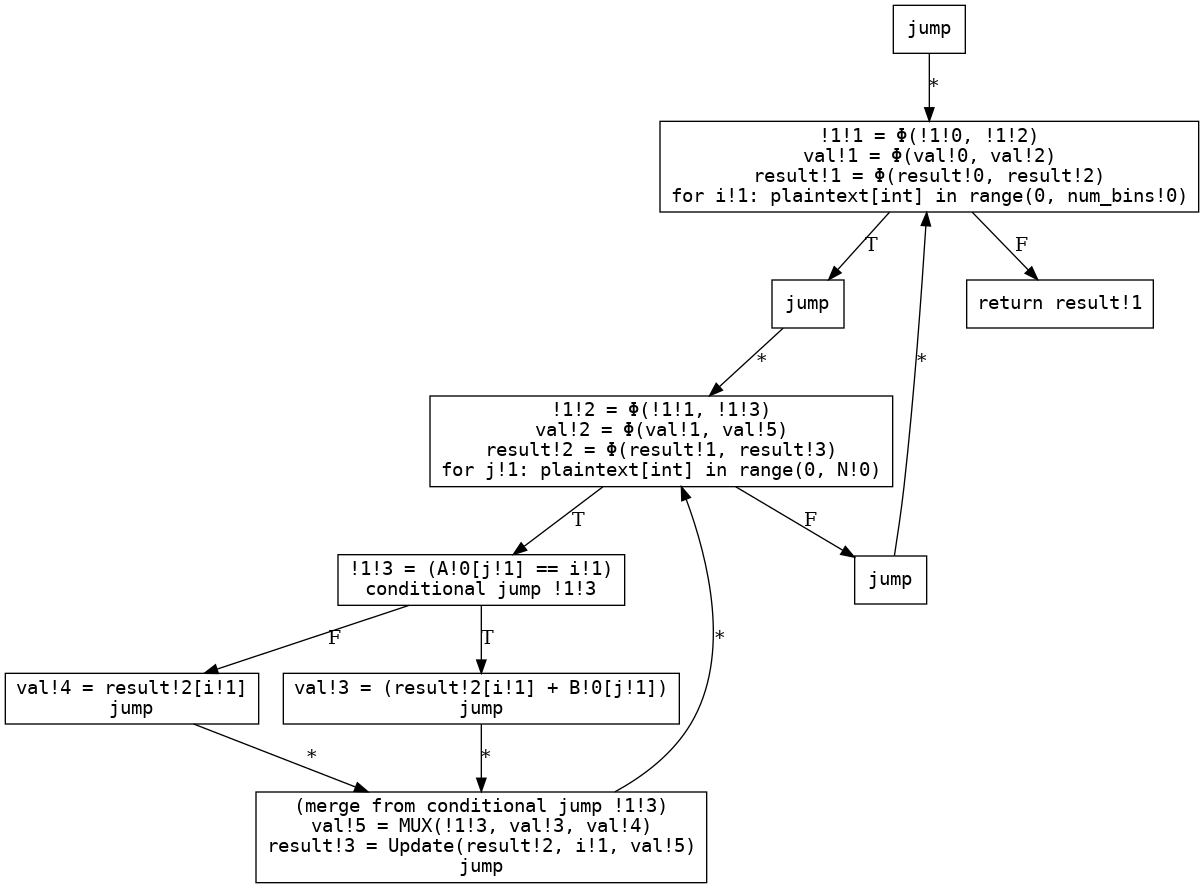 jump
*
!1!1 = Φ(!1!0, !1!2)
val!1 = Φ(val!0, val!2)
result!1 = Φ(result!0, result!2)
for i!1: plaintext[int] in range(0, num_bins!0)
T
F
jump
return result!1
*
*
!1!2 = Φ(!1!1, !1!3)
val!2 = Φ(val!1, val!5)
result!2 = Φ(result!1, result!3)
for j!1: plaintext[int] in range(0, N!0)
T
F
!1!3 = (A!0[j!1] == i!1)
conditional jump !1!3
jump
F
T
*
val!4 = result!2[i!1]
jump
val!3 = (result!2[i!1] + B!0[j!1])
jump
*
*
(merge from conditional jump !1!3)
val!5 = MUX(!1!3, val!3, val!4)
result!3 = Update(result!2, i!1, val!5)
jump